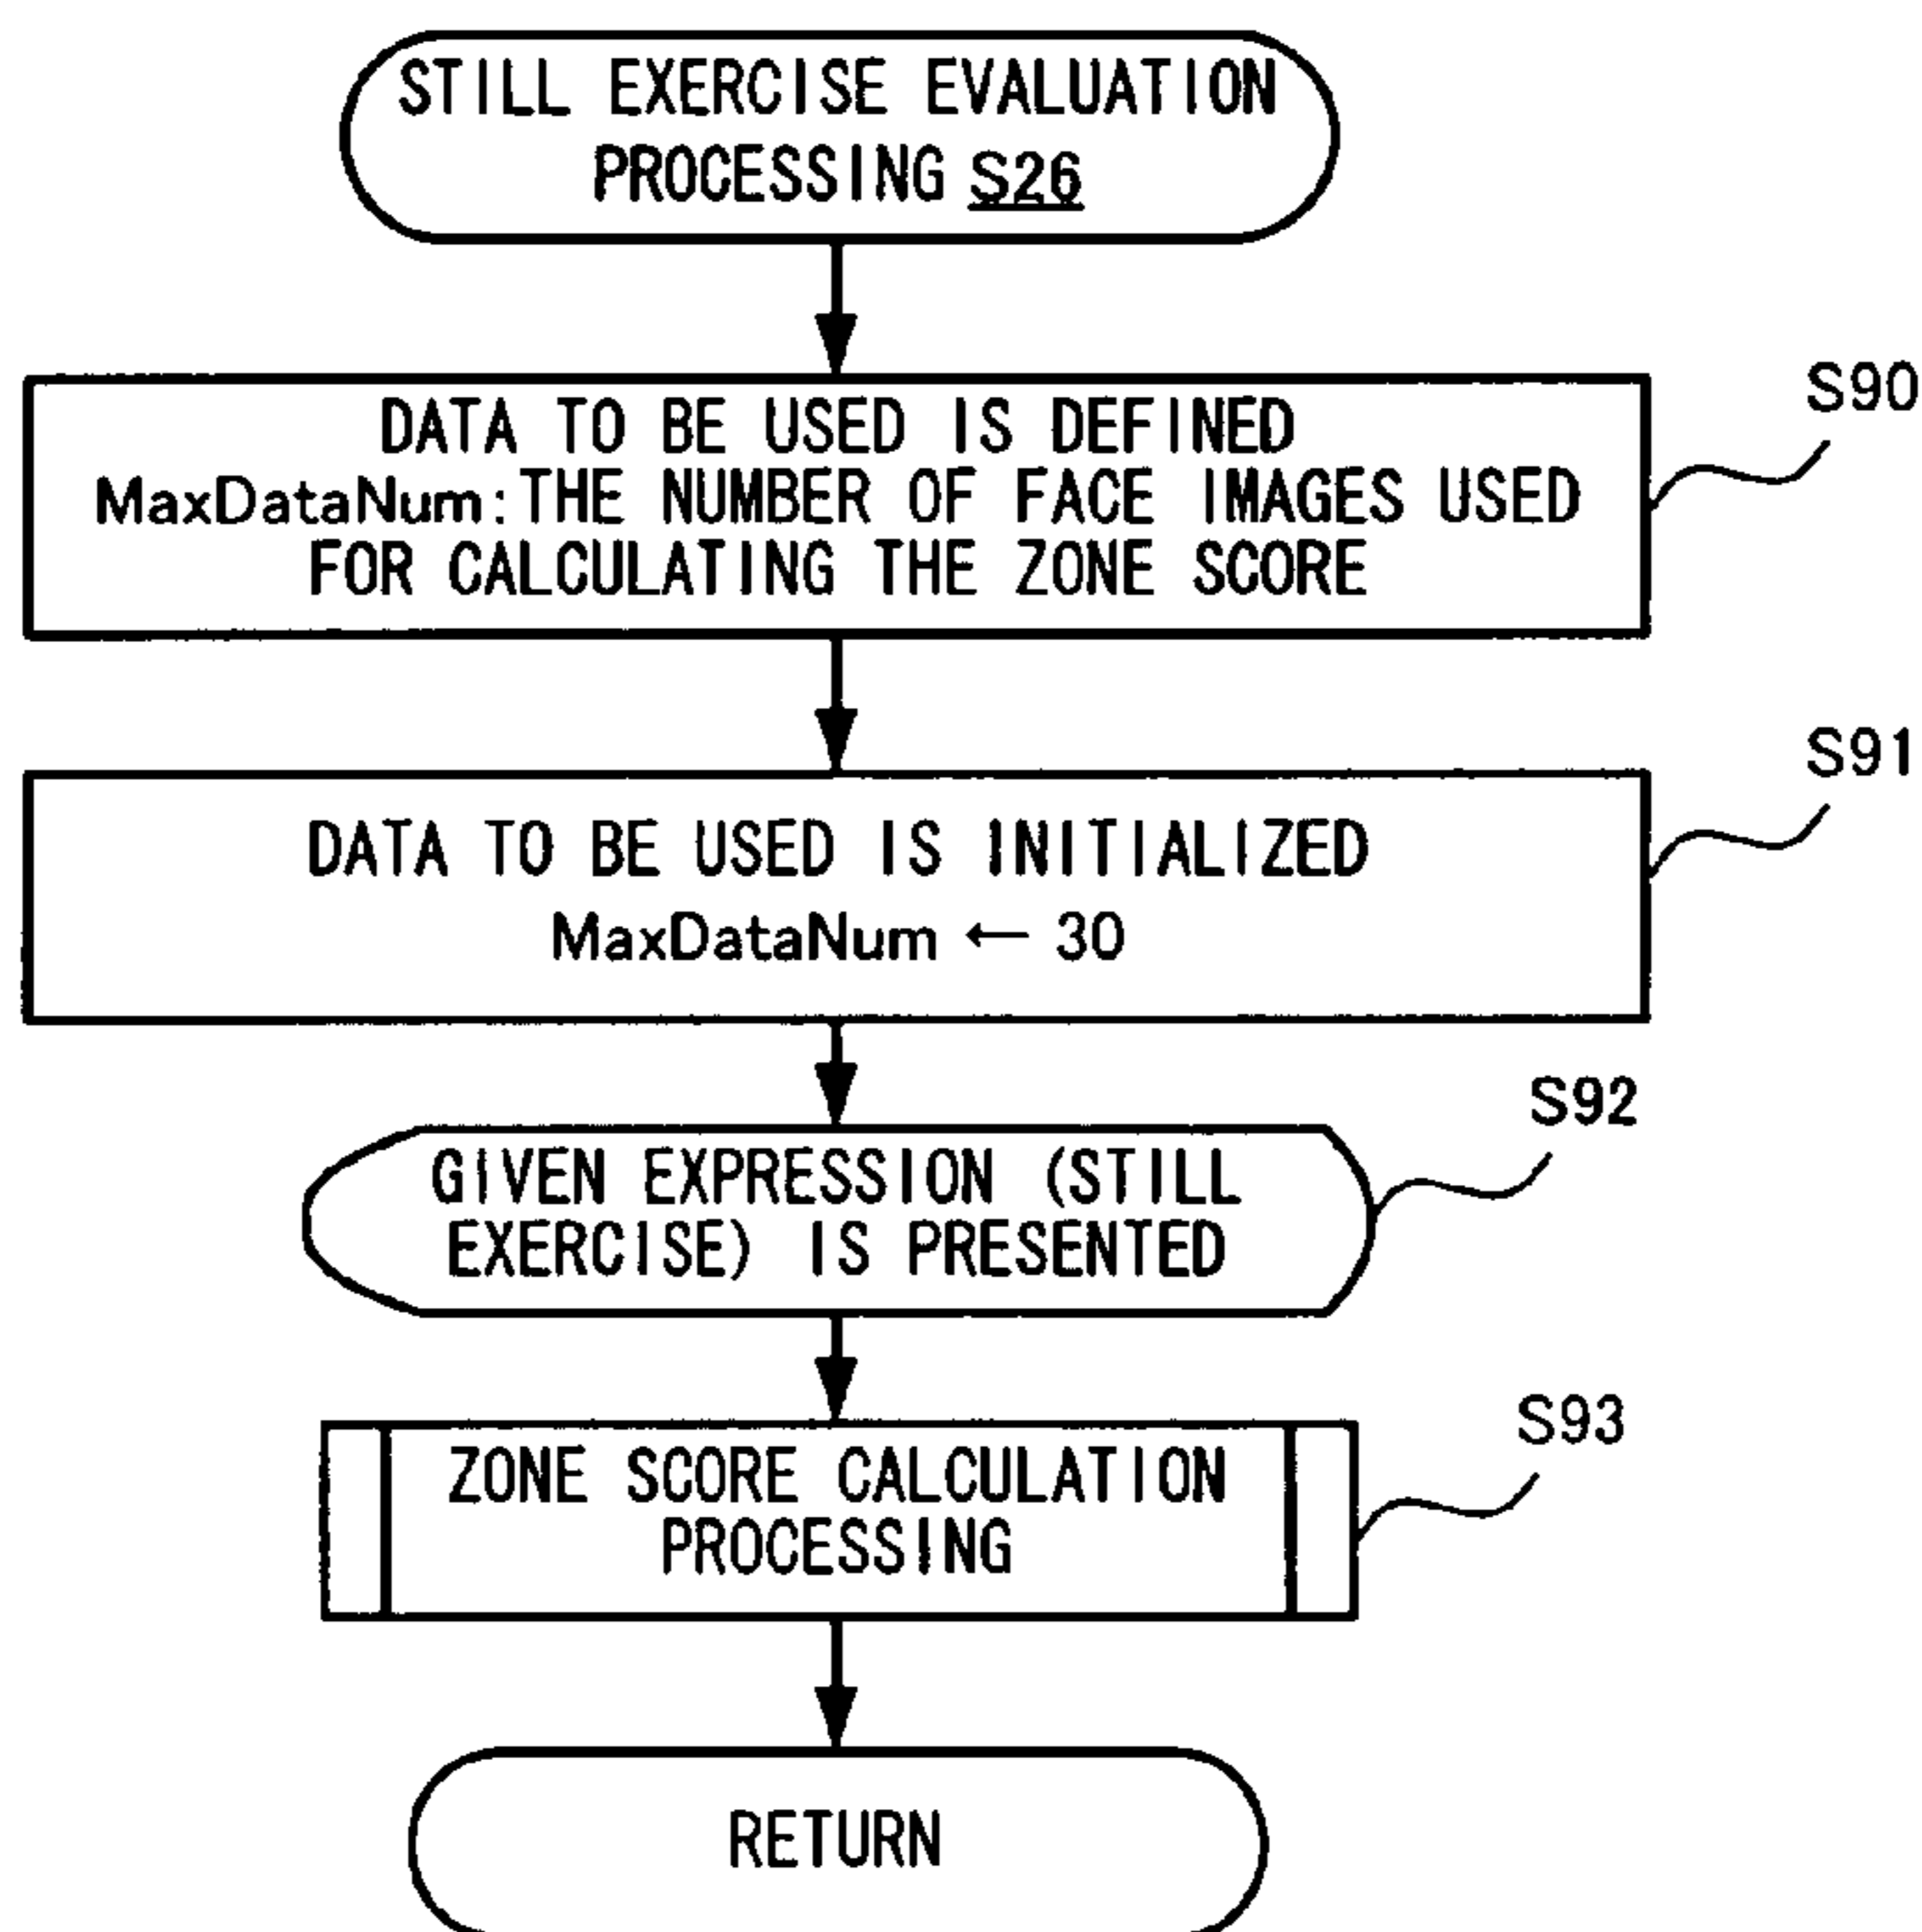 STILL EXERCISE EVALUATION
PROCESSING S26
S90
DATA TO BE USED IS DEFINED
MaxDataNum:THE NUMBER OF FACE IMAGES USED
FOR CALCULATING THE ZONE SCORE
S91
DATA TO BE USED IS INITIALIZED
MaxDataNum ← 30
S92
GIVEN EXPRESSION (STILL
EXERCISE) IS PRESENTED
S93
ZONE SCORE CALCULATION
PROCESSING
RETURN